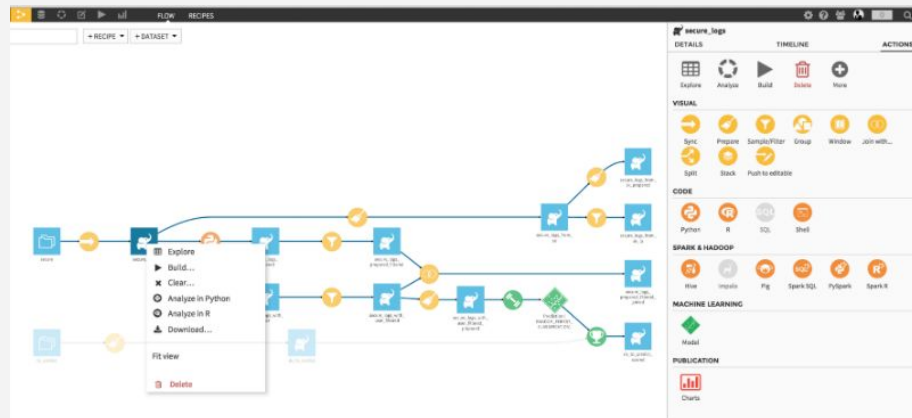 FLOW RECIPES
+ RECIPE
+ DATASET
secure_logs
DETAILS TIMELINE ACTIONS
Explore Analyze Build Delete More
VISUAL
Sync Prepare Sample/Filter Group Window Join with...
Split Stack Push to editable
CODE
Python R SQL Shell
SPARK & HADOOP
Hive Impala Pig Spark SQL PySpark Spark R
MACHINE LEARNING
Model
PUBLICATION
Charts
Explore
Build...
Clear...
Analyze in Python
Analyze in R
Download...
Fit view
Delete